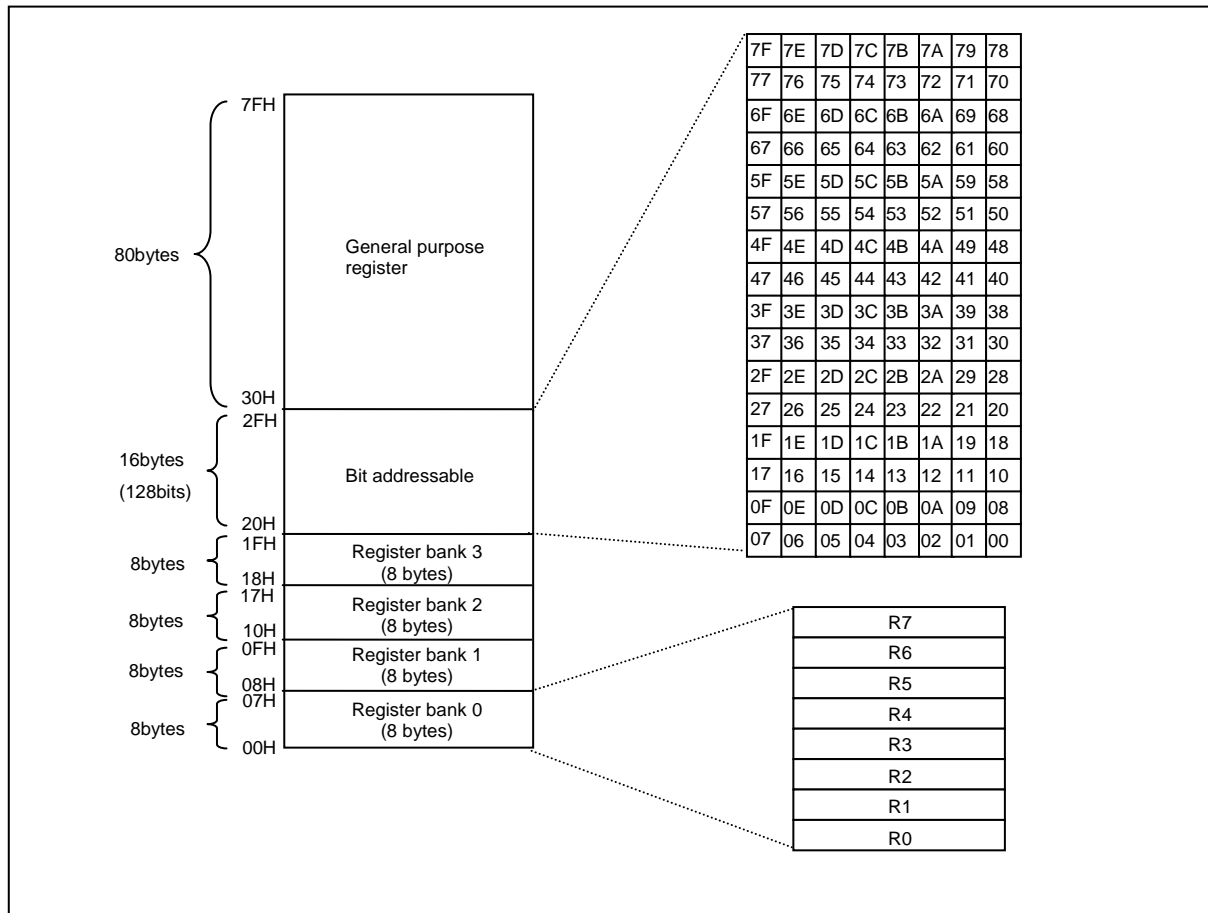 7FH
80bytes
General purpose
register
30H
2FH
16bytes
(128bits)
Bit addressable
20H
1FH
8bytes
Register bank 3
(8 bytes)
18H
17H
8bytes
Register bank 2
(8 bytes)
10H
0FH
8bytes
Register bank 1
(8 bytes)
08H
07H
8bytes
Register bank 0
(8 bytes)
00H
7F 7E 7D 7C 7B 7A 79 78
77 76 75 74 73 72 71 70
6F 6E 6D 6C 6B 6A 69 68
67 66 65 64 63 62 61 60
5F 5E 5D 5C 5B 5A 59 58
57 56 55 54 53 52 51 50
4F 4E 4D 4C 4B 4A 49 48
47 46 45 44 43 42 41 40
3F 3E 3D 3C 3B 3A 39 38
37 36 35 34 33 32 31 30
2F 2E 2D 2C 2B 2A 29 28
27 26 25 24 23 22 21 20
1F 1E 1D 1C 1B 1A 19 18
17 16 15 14 13 12 11 10
0F 0E 0D 0C 0B 0A 09 08
07 06 05 04 03 02 01 00
R7
R6
R5
R4
R3
R2
R1
R0